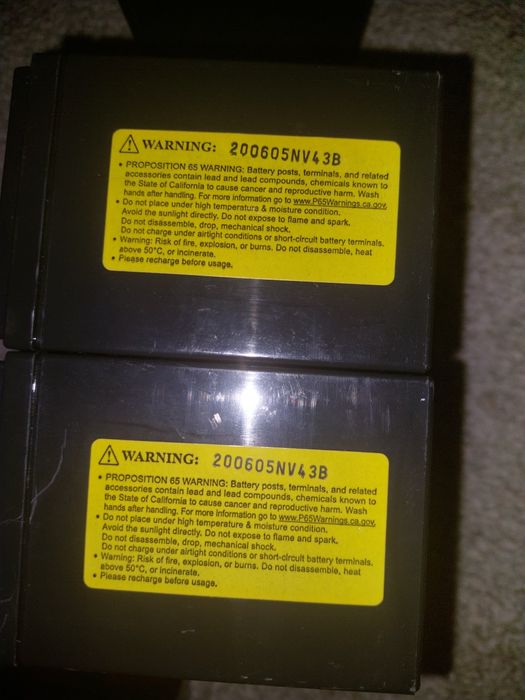 WARNING: 200605NV43B
• PROPOSITION 65 WARNING: Battery posts, terminals, and related
accessories contain lead and lead compounds, chemicals known to
the State of California to cause cancer and reproductive harm. Wash
hands after handling. For more information go to www.P65Warnings.ca.gov.
• Do not place under high temperature & moisture condition.
Avoid the sunlight directly. Do not expose to flame and spark.
Do not disassemble, drop, mechanical shock.
Do not charge under airtight conditions or short-circuit battery terminals.
• Warning: Risk of fire, explosion, or burns. Do not disassemble, heat
above 50°C, or incinerate.
• Please recharge before usage.
WARNING: 200605NV43B
• PROPOSITION 65 WARNING: Battery posts, terminals, and related
accessories contain lead and lead compounds, chemicals known to
the State of California to cause cancer and reproductive harm. Wash
hands after handling. For more information go to www.P65Warnings.ca.gov.
• Do not place under high temperature & moisture condition.
Avoid the sunlight directly. Do not expose to flame and spark.
Do not disassemble, drop, mechanical shock.
Do not charge under airtight conditions or short-circuit battery terminals.
• Warning: Risk of fire, explosion, or burns. Do not disassemble, heat
above 50°C, or incinerate.
• Please recharge before usage.